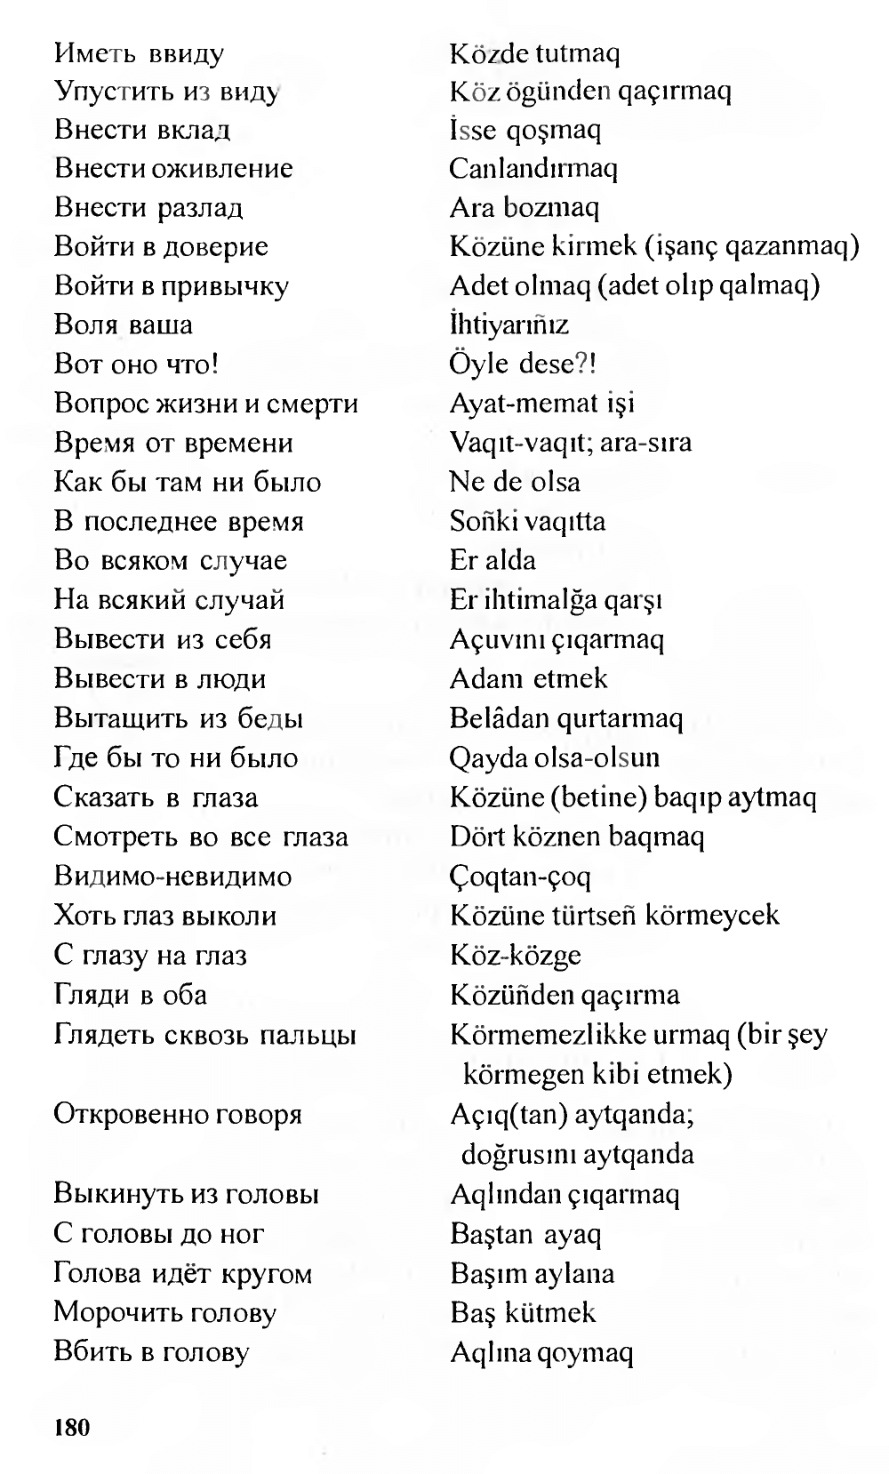 Иметь ввиду Közde tutmaq
Упустить из виду Köz ögünden qaçırmaq
Внести вклад İsse qoşmaq
Внести оживление Canlandırmaq
Внести разлад Ara bozmaq
Войти в доверие Közüne kirmek (işanç qazanmaq)
Войти в привычку Adet olmaq (adet olıp qalmaq)
Воля ваша İhtiyarıñız
Вот оно что! Öyle dese?!
Вопрос жизни и смерти Ayat-memat işi
Время от времени Vaqıt-vaqıt; ara-sıra
Как бы там ни было Ne de olsa
В последнее время Soñki vaqıtta
Во всяком случае Er alda
На всякий случай Er ihtimalğa qarşı
Вывести из себя Açuvını çıqarmaq
Вывести в люди Adam etmek
Вытащить из беды Belâdan qurtarmaq
Где бы то ни было Qayda olsa-olsun
Сказать в глаза Közüne (betine) baqıp aytmaq
Смотреть во все глаза Dört köznen baqmaq
Видимо-невидимо Çoqtan-çoq
Хоть глаз выколи Közüne türtseñ körmeycek
С глазу на глаз Köz-közge
Гляди в оба Közüñden qaçırma
Глядеть сквозь пальцы Körmemezlikke urmaq (bir şey
körmegen kibi etmek)
Откровенно говоря Açıq(tan) aytqanda;
doğrusını aytqanda
Выкинуть из головы Aqlından çıqarmaq
С головы до ног Baştan ayaq
Голова идёт кругом Başım aylana
Морочить голову Baş kütmek
Вбить в голову Aqlına qoymaq
180